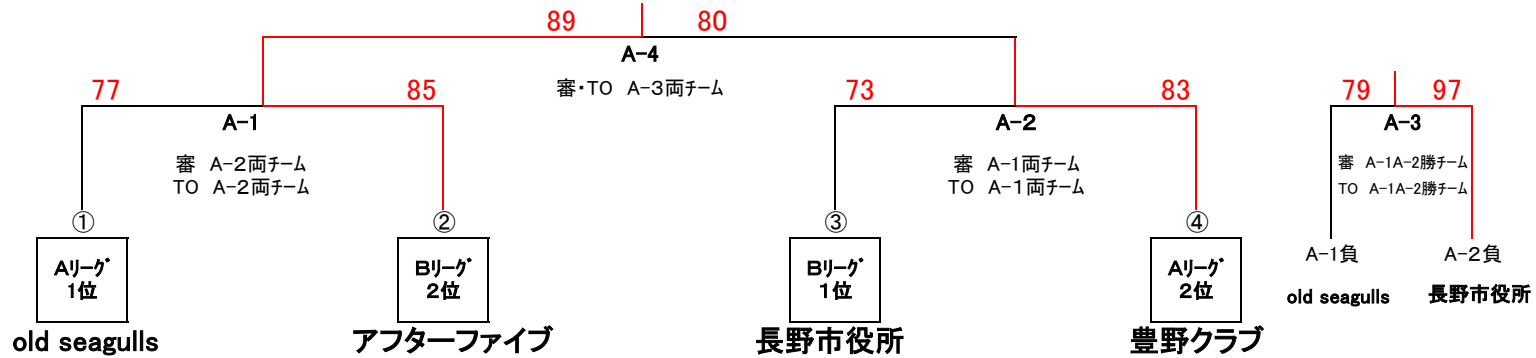 89 80
A-4
審・TO A-3両チーム
77 85
A-1
審 A-2両チーム
TO A-2両チーム
73 83
A-2
審 A-1両チーム
TO A-1両チーム
79 97
A-3
審 A-1A-2勝チーム
TO A-1A-2勝チーム
① ② ③ ④
Aリーグ
1位
Bリーグ
2位
Bリーグ
1位
Aリーグ
2位
A-1負 A-2負
old seagulls 長野市役所
old seagulls アフターファイブ 長野市役所 豊野クラブ